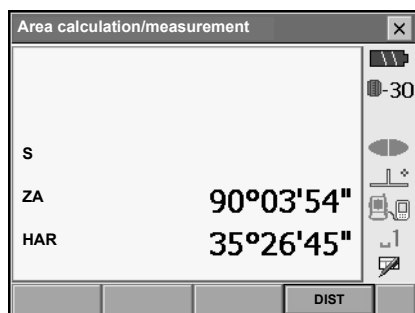 Area calculation/measurement
-30
S
ZA 90°03'54"
HAR 35°26'45"
1
DIST